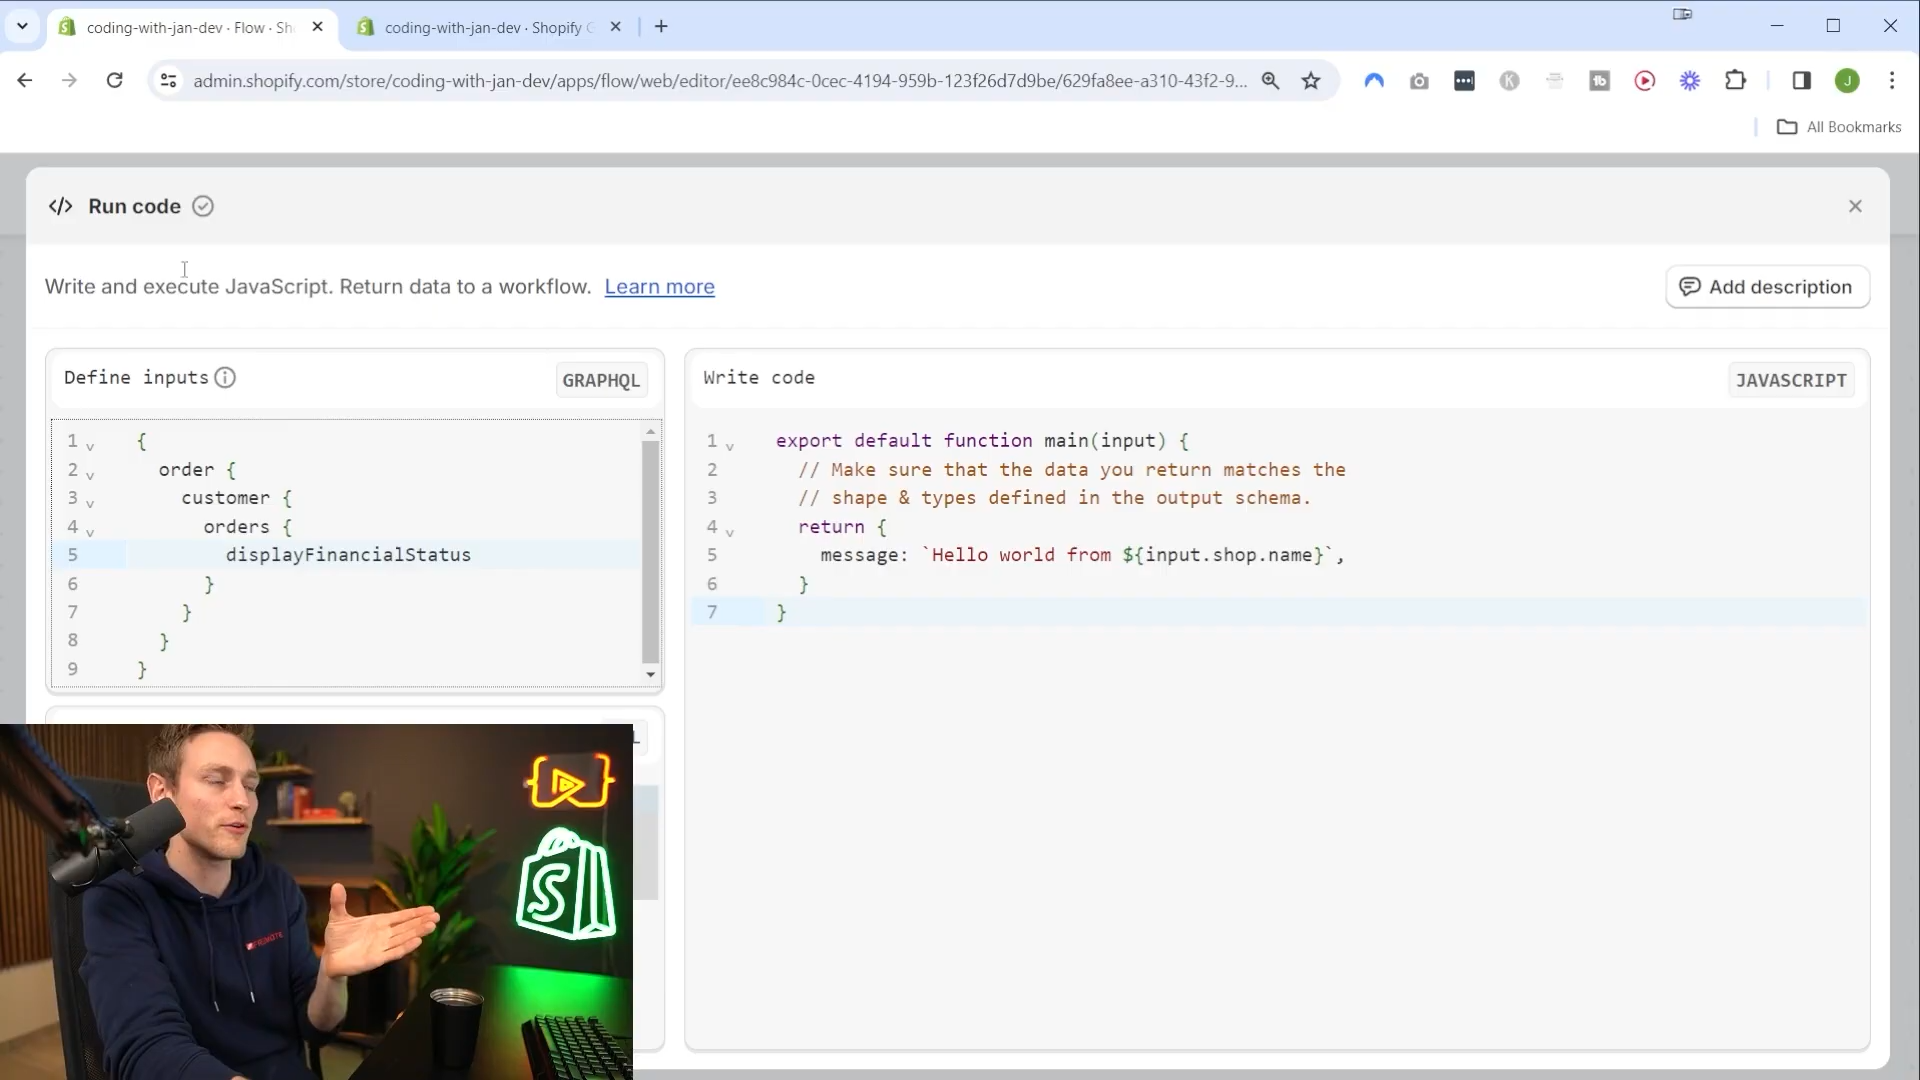 coding-with-jan-dev · Flow · Sh
coding-with-jan-dev · Shopify
admin.shopify.com/store/coding-with-jan-dev/apps/flow/web/editor/ee8c984c-0cec-4194-959b-123f26d7d9be/629fa8ee-a310-43f2-9...
All Bookmarks
J
Run code
Write and execute JavaScript. Return data to a workflow. Learn more
Add description
Define inputs
GRAPHQL
1 {
2 order {
3 customer {
4 orders {
5 displayFinancialStatus
6 }
7 }
8 }
9 }
Write code
JAVASCRIPT
1 export default function main(input) {
2 // Make sure that the data you return matches the
3 // shape & types defined in the output schema.
4 return {
5 message: `Hello world from ${input.shop.name}`,
6 }
7 }